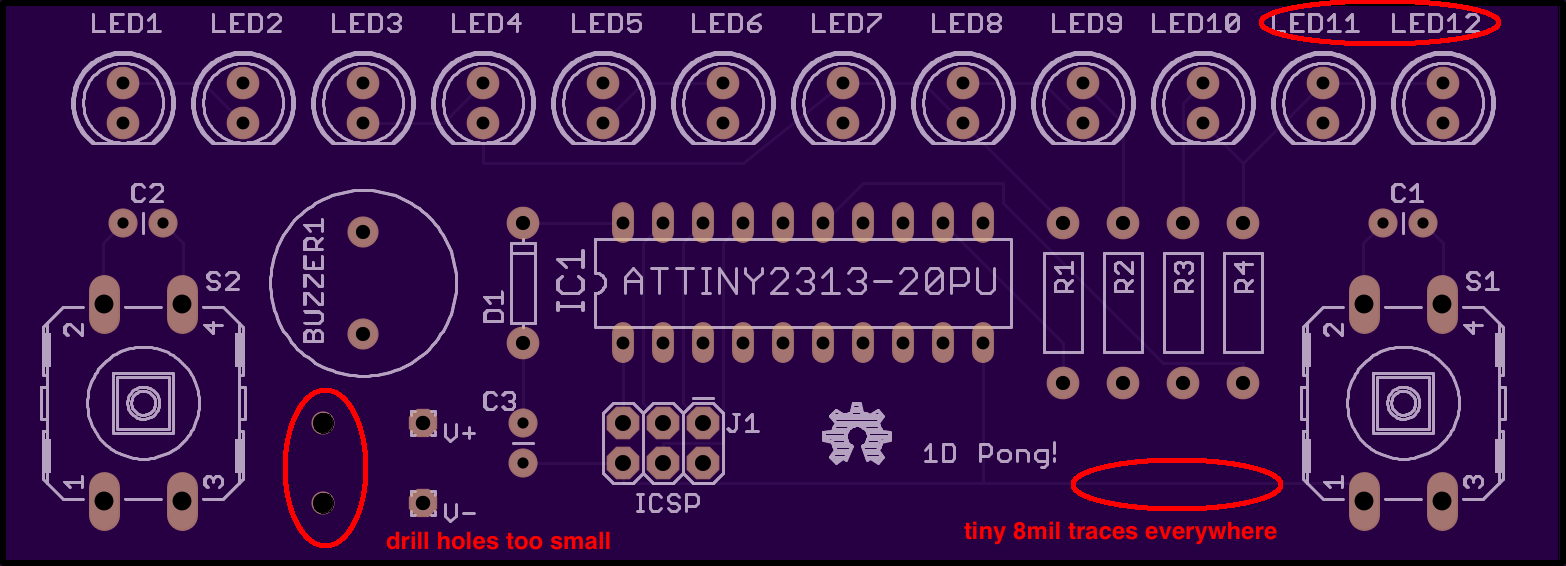 LED1 LED2 LED3 LED4 LED5 LED6 LED7 LED8 LED9 LED10 LED11 LED12
C2 C1
S2 BUZZER1 D1 IC1 ATTINY2313-20PU R1 R2 R3 R4 S1
2 4 2 4
C3 J1
V+
1D Pong!
1 3 1 3
ICSP
V-
drill holes too small
tiny 8mil traces everywhere